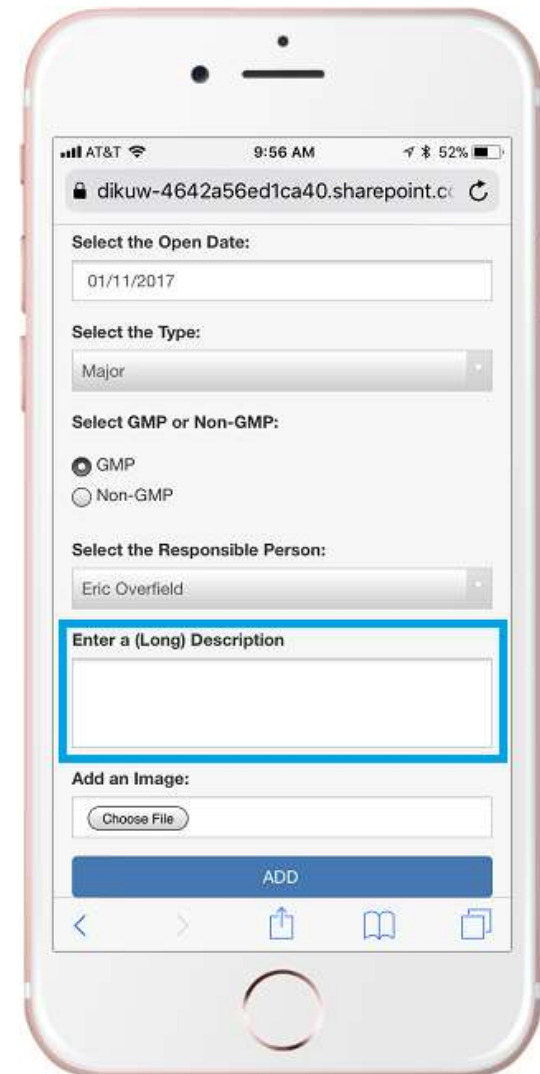 AT&T 9:56 AM 52%
dikuw-4642a56ed1ca40.sharepoint.c
Select the Open Date:
01/11/2017
Select the Type:
Major
Select GMP or Non-GMP:
GMP
Non-GMP
Select the Responsible Person:
Eric Overfield
Enter a (Long) Description
Add an Image:
Choose File
ADD